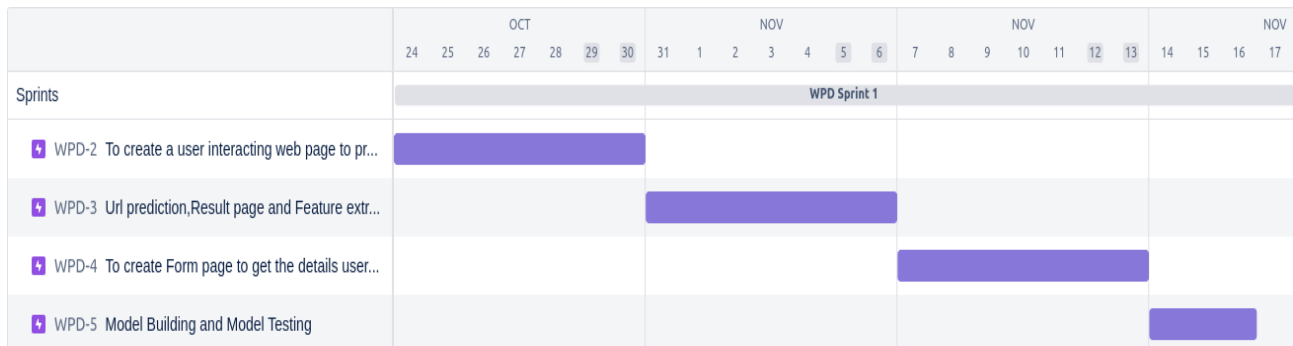 OCT NOV NOV NOV
24 25 26 27 28 29 30 31 1 2 3 4 5 6 7 8 9 10 11 12 13 14 15 16 17
Sprints WPD Sprint 1
WPD-2 To create a user interacting web page to pr...
WPD-3 Url prediction,Result page and Feature extr...
WPD-4 To create Form page to get the details user...
WPD-5 Model Building and Model Testing